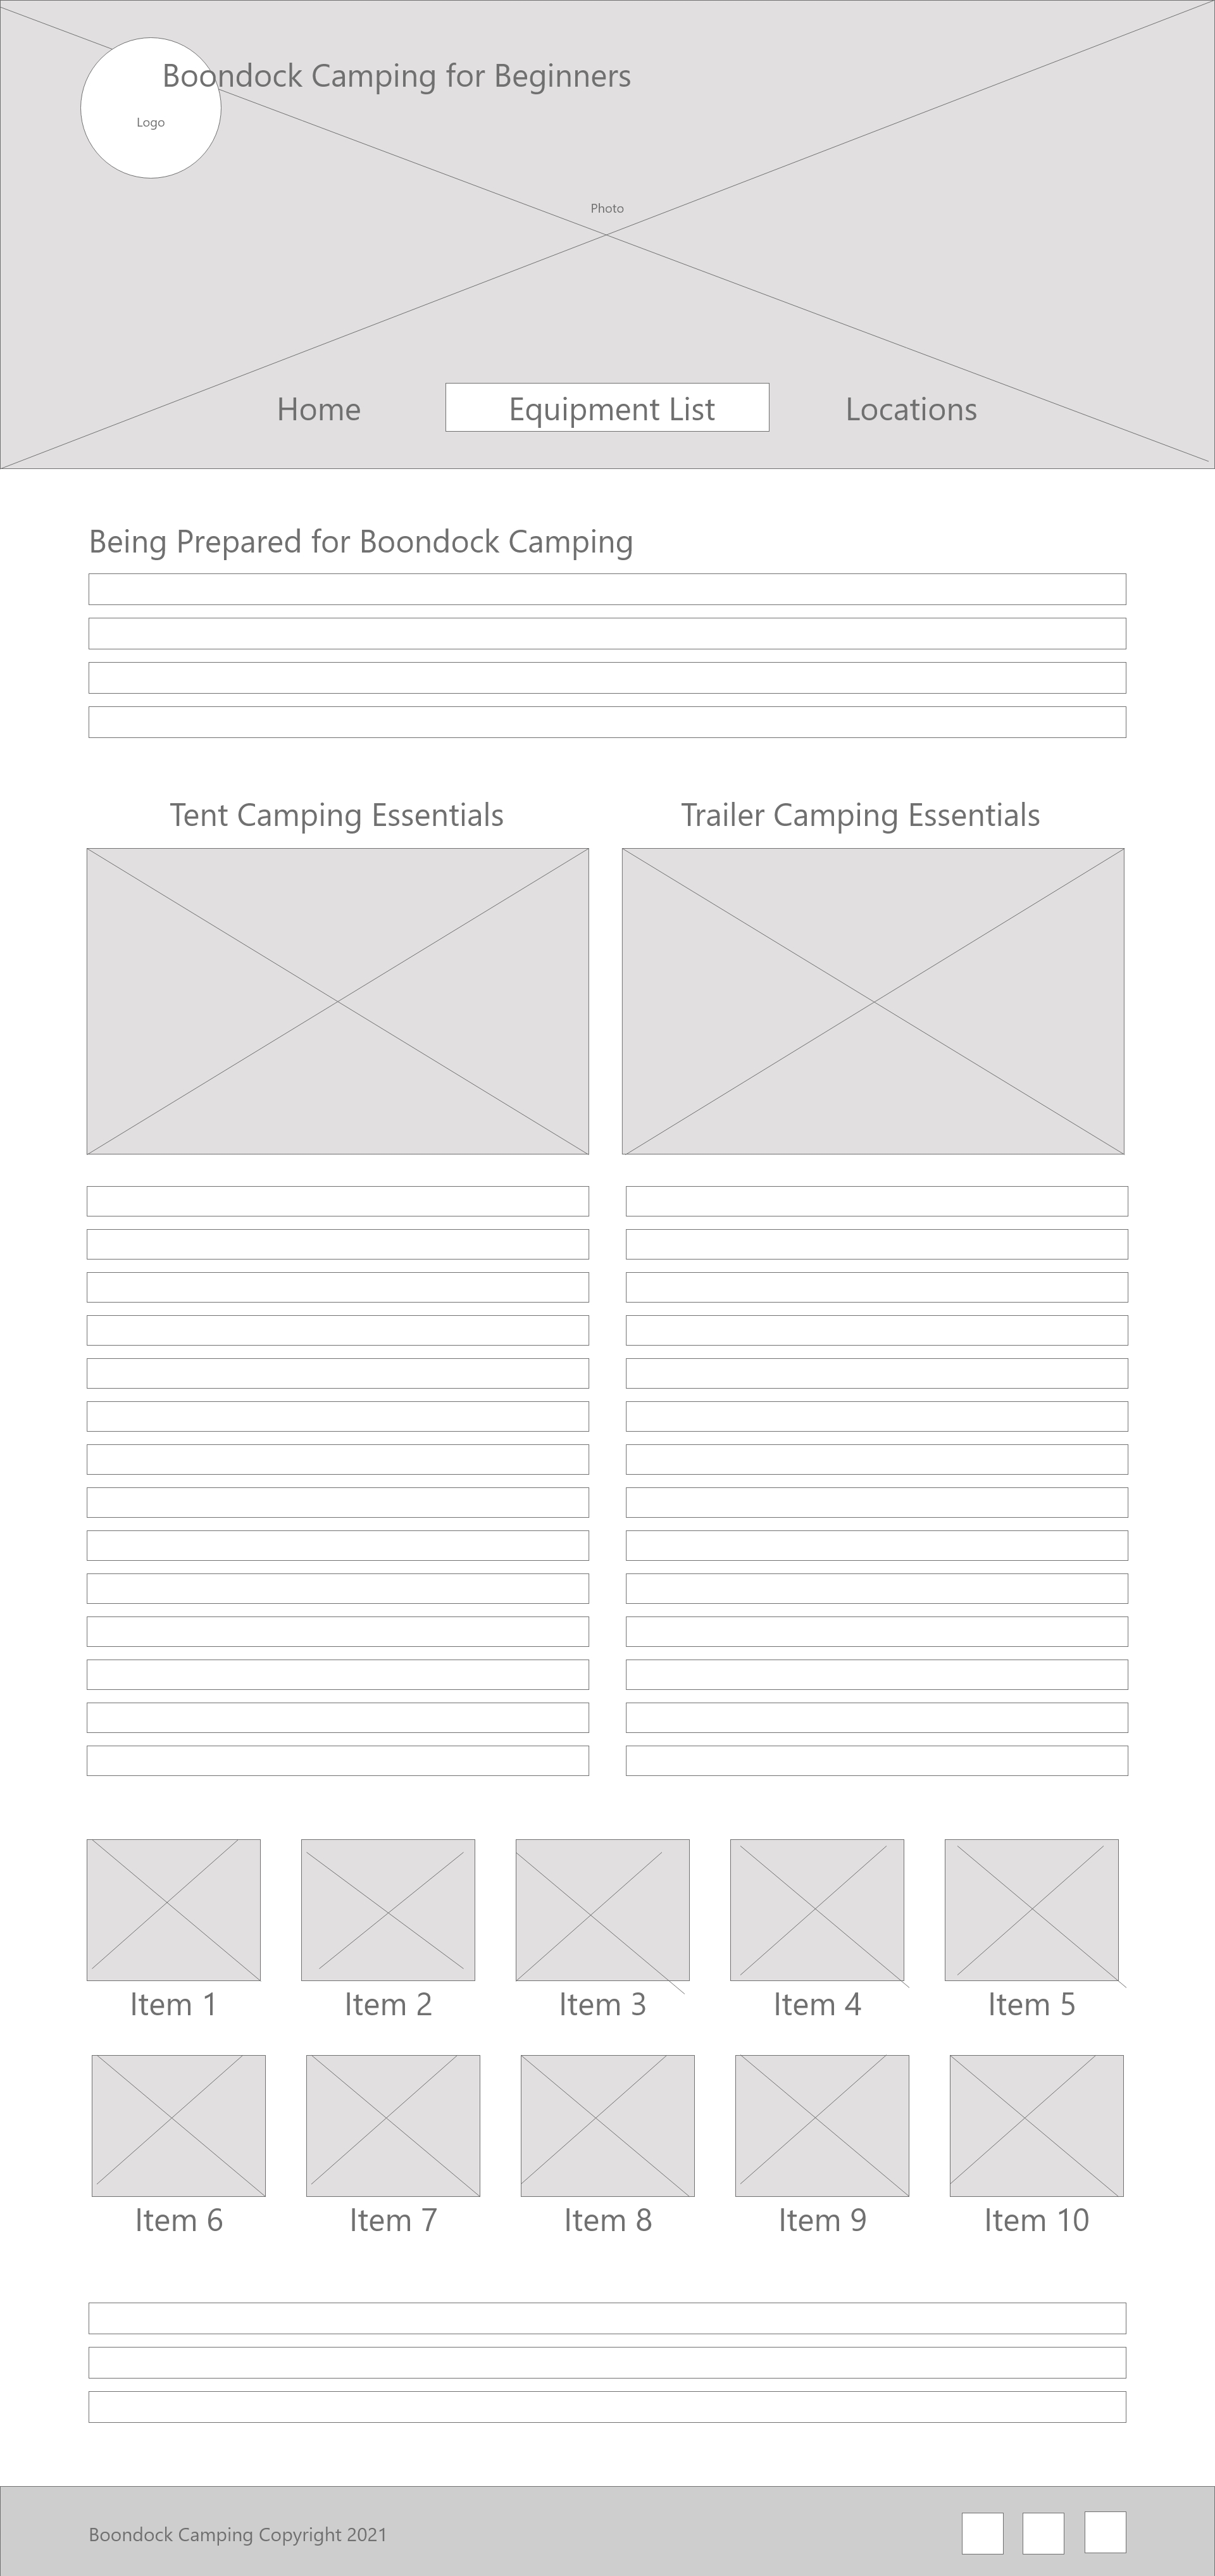 Boondock Camping for Beginners
Logo
Photo
Home Equipment List Locations
Being Prepared for Boondock Camping
Tent Camping Essentials
Trailer Camping Essentials
Item 1 Item 2 Item 3 Item 4 Item 5
Item 6 Item 7 Item 8 Item 9 Item 10
Boondock Camping Copyright 2021